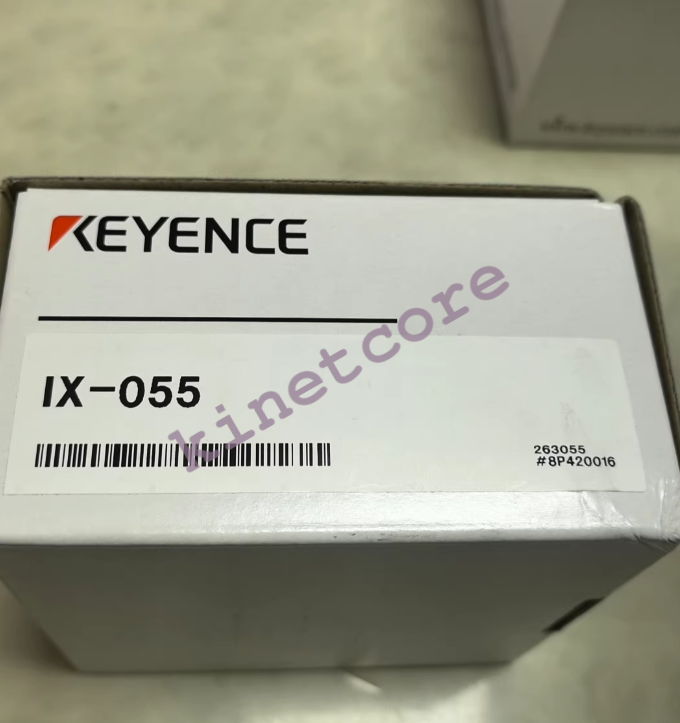 KEYENCE
IX-055
kinetcore
263055
#8P420016